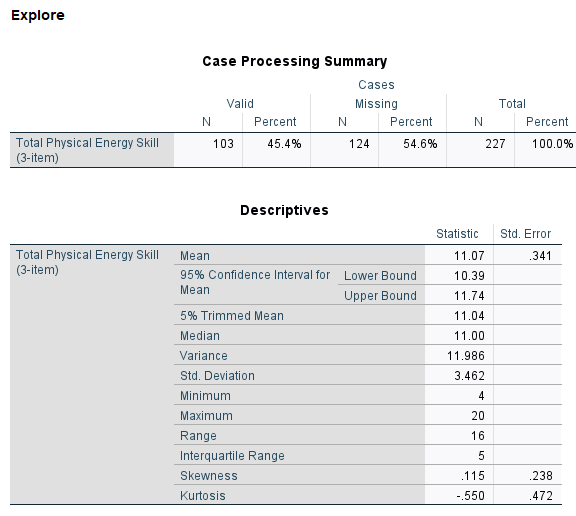 Explore
Case Processing Summary
Cases
Valid Missing Total
N Percent N Percent N Percent
Total Physical Energy Skill (3-item) 103 45.4% 124 54.6% 227 100.0%
Descriptives
Statistic Std. Error
Total Physical Energy Skill (3-item) Mean 11.07 .341
95% Confidence Interval for Mean Lower Bound 10.39
Upper Bound 11.74
5% Trimmed Mean 11.04
Median 11.00
Variance 11.986
Std. Deviation 3.462
Minimum 4
Maximum 20
Range 16
Interquartile Range 5
Skewness .115 .238
Kurtosis -.550 .472